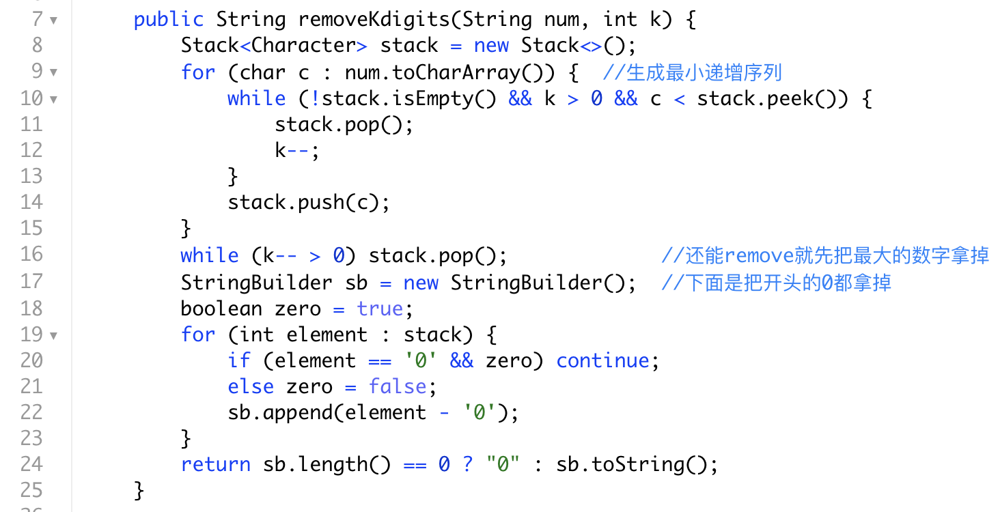 7 ▼ public String removeKdigits(String num, int k) {
8 Stack<Character> stack = new Stack<>();
9 ▼ for (char c : num.toCharArray()) { //生成最小递增序列
10 ▼ while (!stack.isEmpty() && k > 0 && c < stack.peek()) {
11 stack.pop();
12 k--;
13 }
14 stack.push(c);
15 }
16 while (k-- > 0) stack.pop(); //还能remove就先把最大的数字拿掉
17 StringBuilder sb = new StringBuilder(); //下面是把开头的0都拿掉
18 boolean zero = true;
19 ▼ for (int element : stack) {
20 if (element == '0' && zero) continue;
21 else zero = false;
22 sb.append(element - '0');
23 }
24 return sb.length() == 0 ? "0" : sb.toString();
25 }